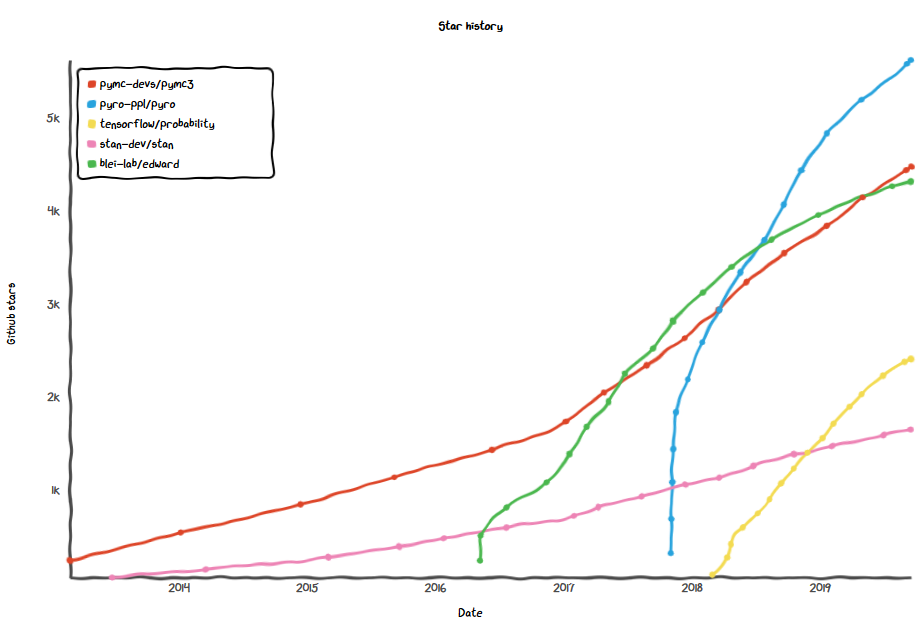 Star history
pymc-devs/pymc3
pyro-ppl/pyro
tensorflow/probability
stan-dev/stan
blei-lab/edward
5k
4k
3k
2k
1k
Github stars
2014 2015 2016 2017 2018 2019
Date